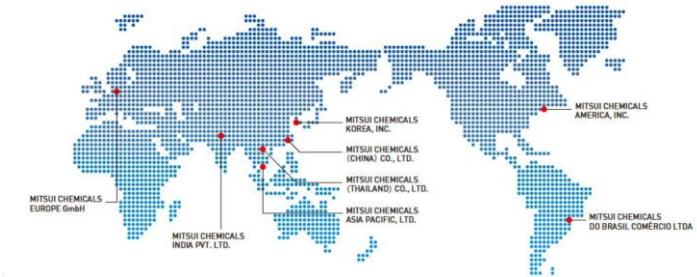 MITSUI CHEMICALS
AMERICA, INC.
MITSUI CHEMICALS
KOREA, INC.
MITSUI CHEMICALS
(CHINA) CO., LTD.
MITSUI CHEMICALS
(THAILAND) CO., LTD.
MITSUI CHEMICALS
EUROPE GmbH
MITSUI CHEMICALS
ASIA PACIFIC, LTD.
MITSUI CHEMICALS
DO BRASIL COMÉRCIO LTDA
MITSUI CHEMICALS
INDIA PVT. LTD.